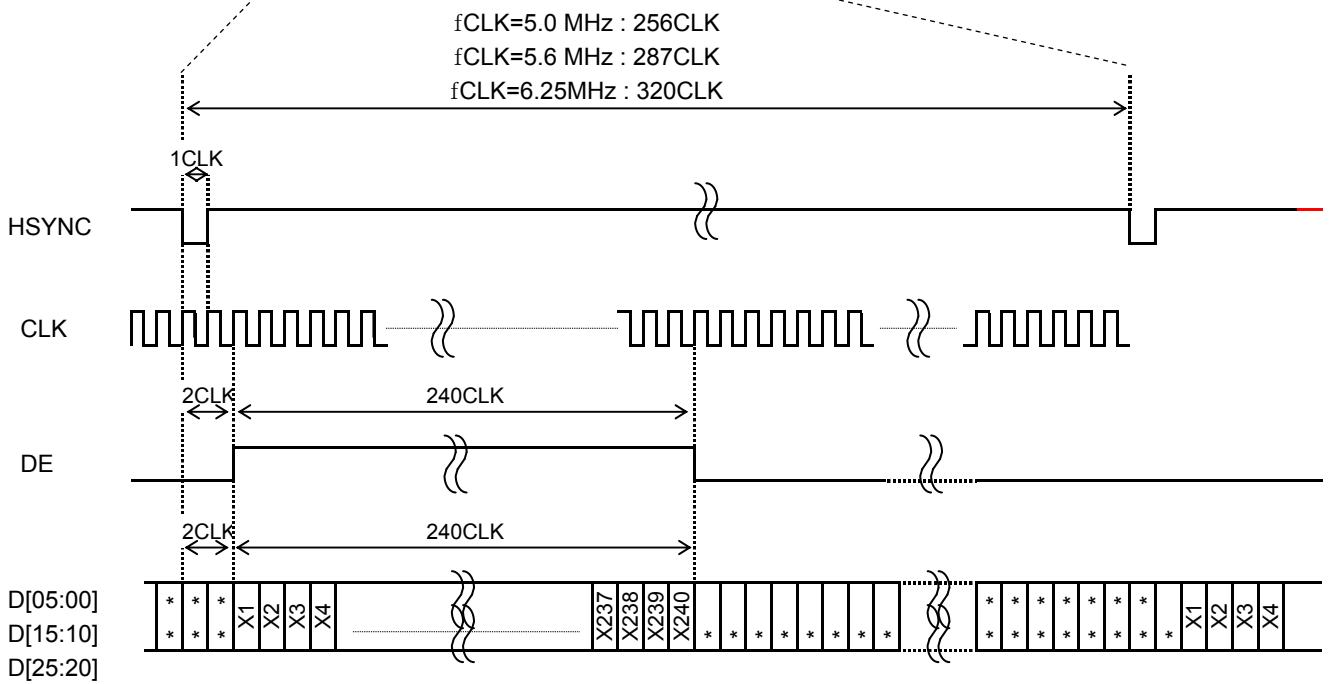 fCLK=5.0 MHz : 256CLK
fCLK=5.6 MHz : 287CLK
fCLK=6.25MHz : 320CLK
1CLK
HSYNC
CLK
2CLK 240CLK
DE
2CLK 240CLK
D[05:00] * * * X1 X2 X3 X4 X237 X238 X239 X240 * * * * * * * X1 X2 X3 X4
D[15:10] * * * * * * * * * * * * * * * * * * *
D[25:20]